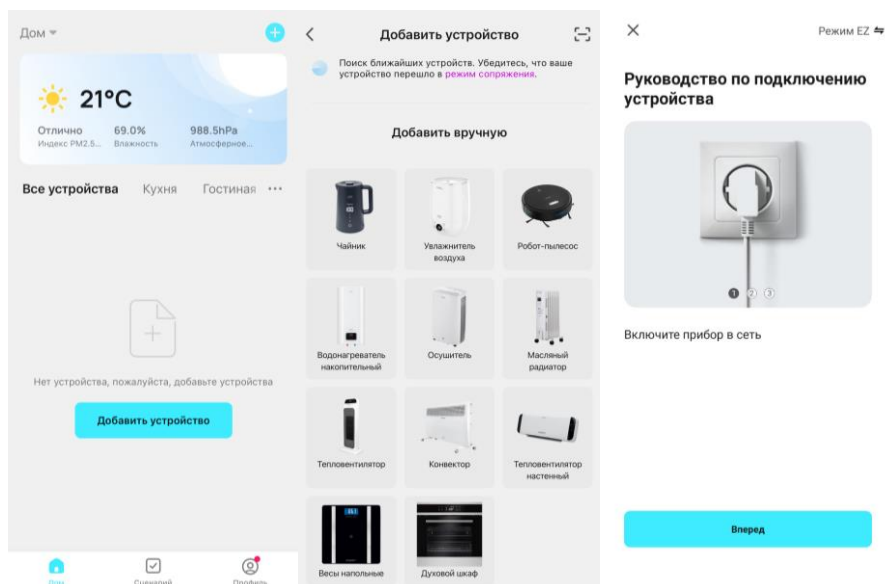 Дом
21°C
Отлично 69.0% 988.5hPa
Индекс PM2.5... Влажность Атмосферное...
Все устройства Кухня Гостиная ...
Нет устройства, пожалуйста, добавьте устройства
Добавить устройство
Дом Сценарий Профиль
Добавить устройство
Поиск ближайших устройств. Убедитесь, что ваше
устройство перешло в режим сопряжения.
Добавить вручную
Чайник Увлажнитель Робот-пылесос
воздуха
Водонагреватель Осушитель Масляный
накопительный радиатор
Тепловентилятор Конвектор Тепловентилятор
настенный
Весы напольные Духовой шкаф
Режим EZ
Руководство по подключению
устройства
1 2 3
Включите прибор в сеть
Вперед